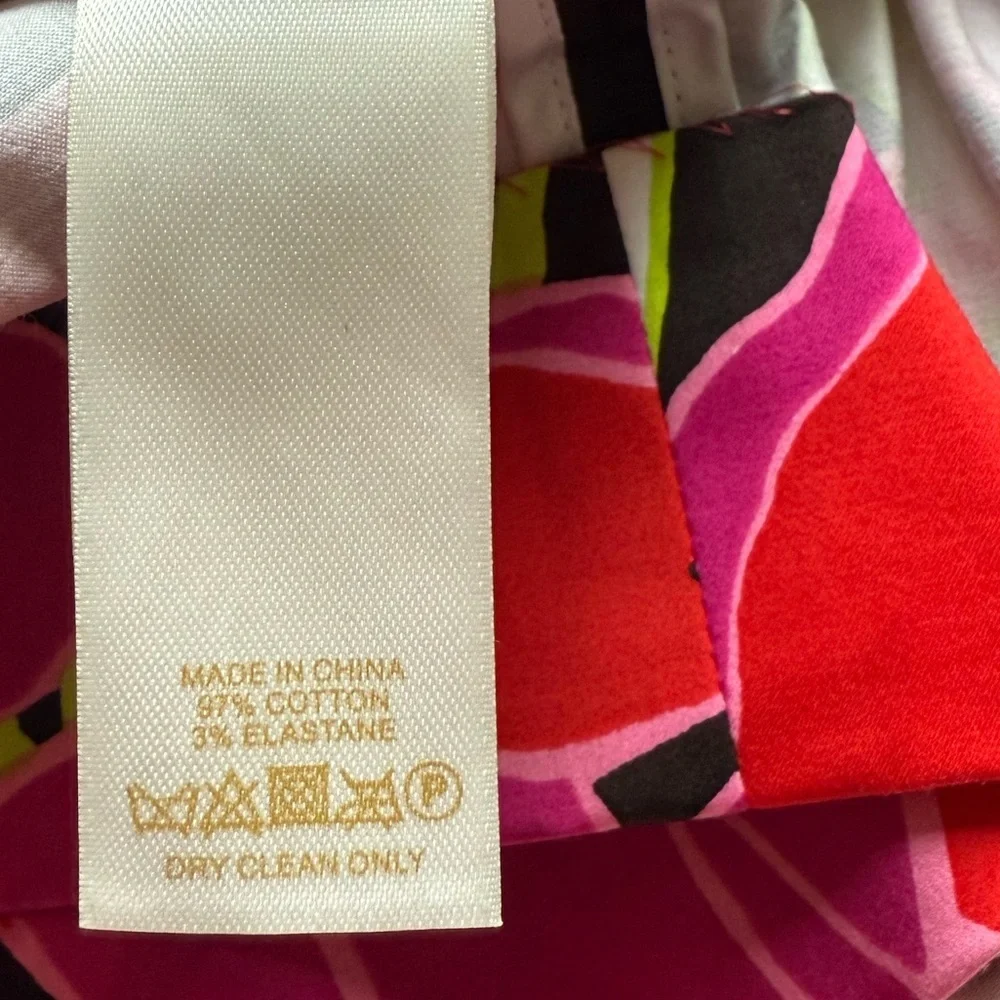 MADE IN CHINA
97% COTTON
3% ELASTANE
P
DRY CLEAN ONLY